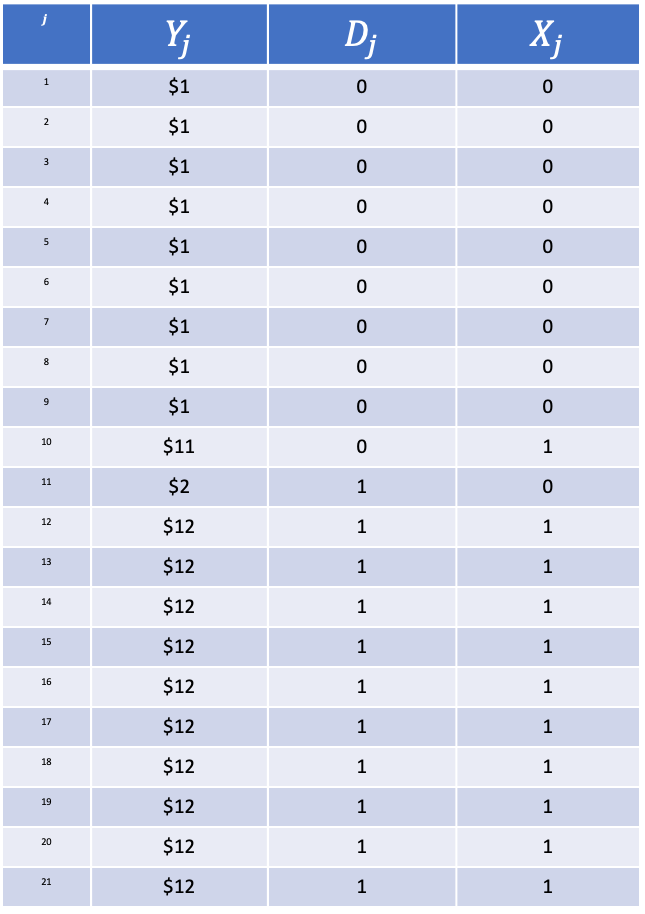 j Yj Dj Xj
1 $1 0 0
2 $1 0 0
3 $1 0 0
4 $1 0 0
5 $1 0 0
6 $1 0 0
7 $1 0 0
8 $1 0 0
9 $1 0 0
10 $11 0 1
11 $2 1 0
12 $12 1 1
13 $12 1 1
14 $12 1 1
15 $12 1 1
16 $12 1 1
17 $12 1 1
18 $12 1 1
19 $12 1 1
20 $12 1 1
21 $12 1 1